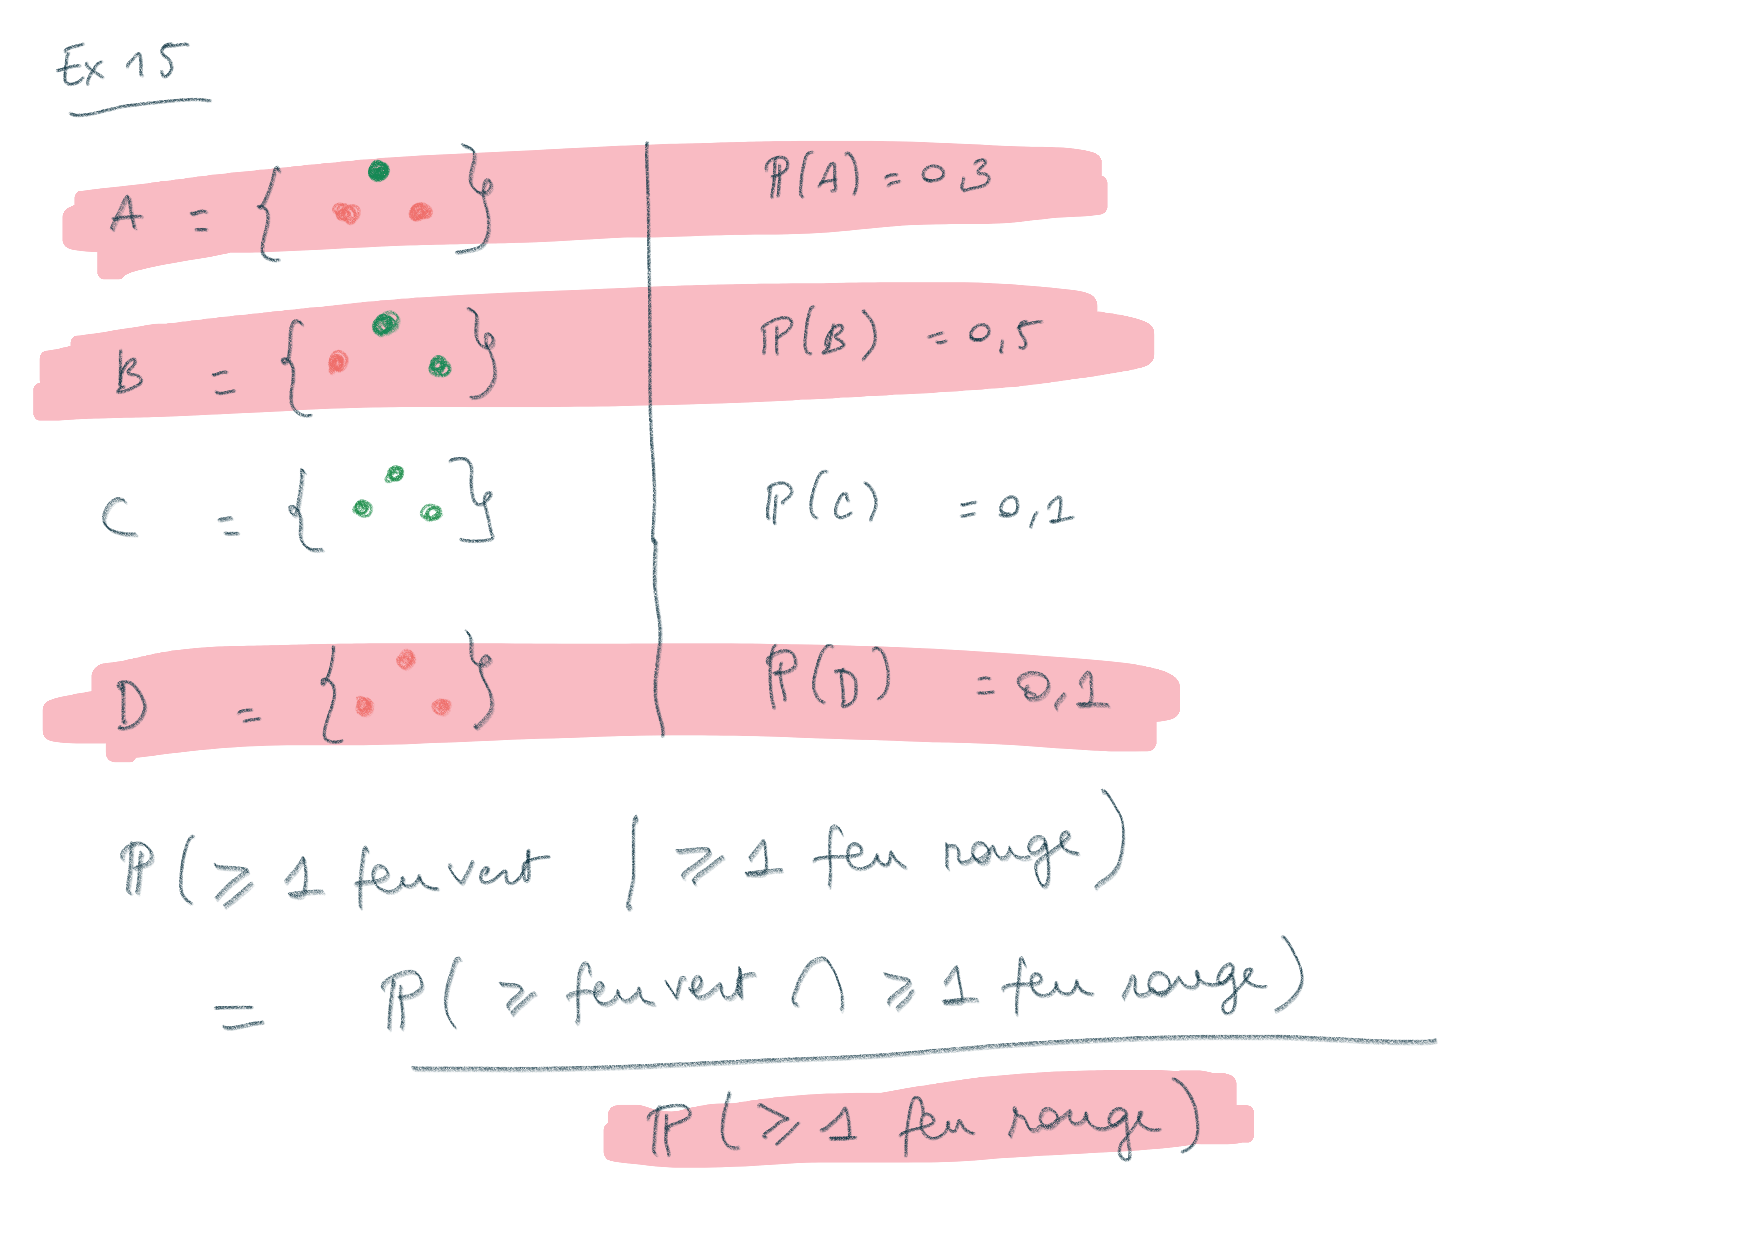 Ex 15
A = { } P(A) = 0,3
B = { } P(B) = 0,5
C = { } P(C) = 0,1
D = { } P(D) = 0,1
ℙ(⩾ 1 feu vert | ⩾ 1 feu rouge)
= ℙ(⩾ feu vert ∩ ⩾ 1 feu rouge)
ℙ(⩾ 1 feu rouge)